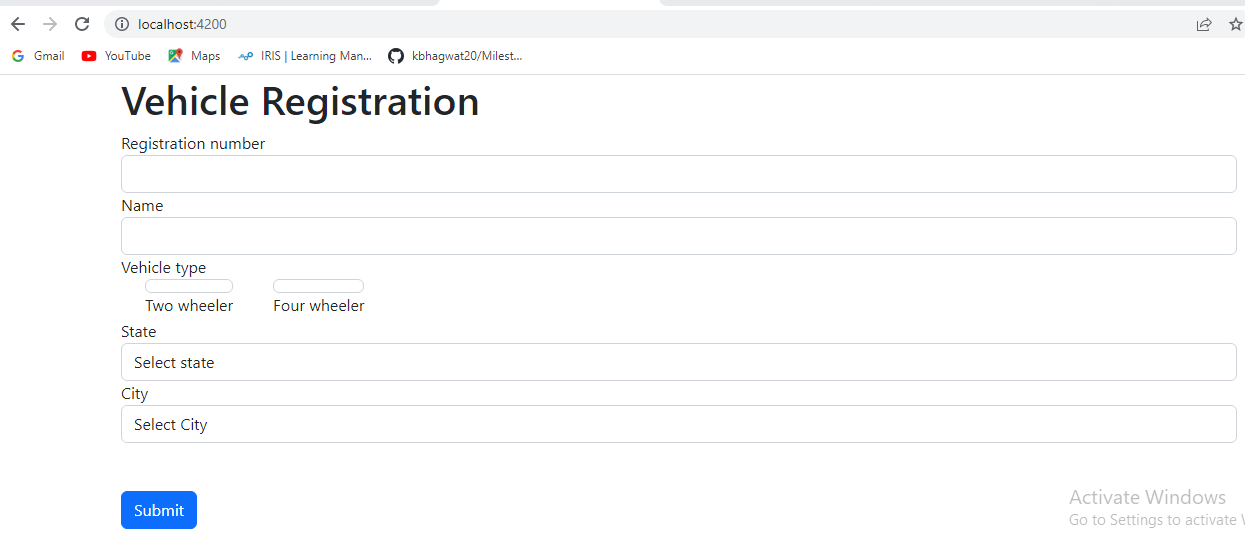 localhost:4200
Gmail YouTube Maps IRIS | Learning Man... kbhagwat20/Milest...
Vehicle Registration
Registration number
Name
Vehicle type
Two wheeler Four wheeler
State
Select state
City
Select City
Submit
Activate Windows
Go to Settings to activate W